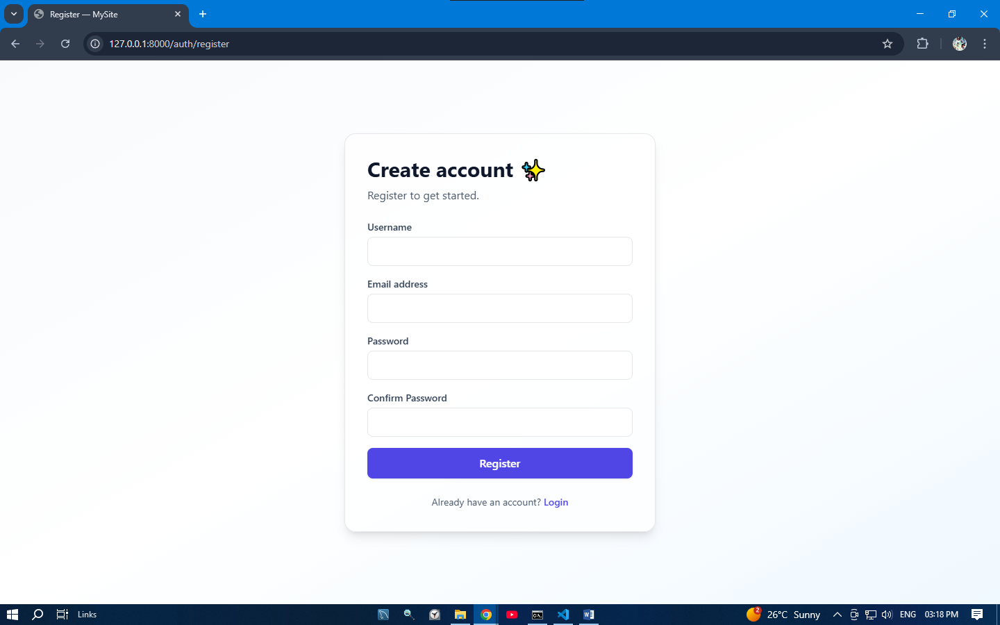 Register — MySite
127.0.0.1:8000/auth/register
Create account ✨
Register to get started.
Username
Email address
Password
Confirm Password
Register
Already have an account? Login
Links
2
26°C Sunny
ENG
03:18 PM